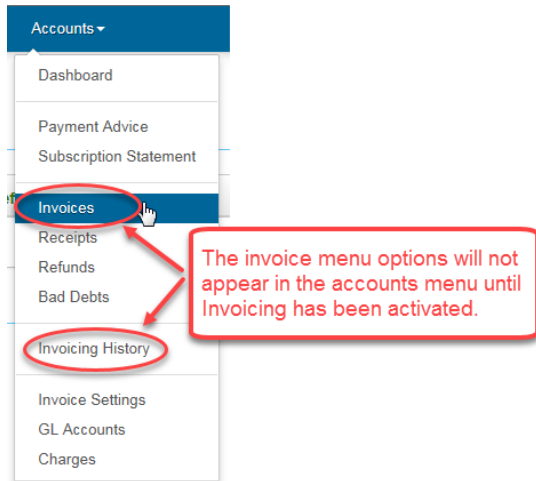 Accounts
Dashboard
Payment Advice
Subscription Statement
Invoices
Receipts
Refunds
Bad Debts
Invoicing History
Invoice Settings
GL Accounts
Charges
The invoice menu options will not
appear in the accounts menu until
Invoicing has been activated.